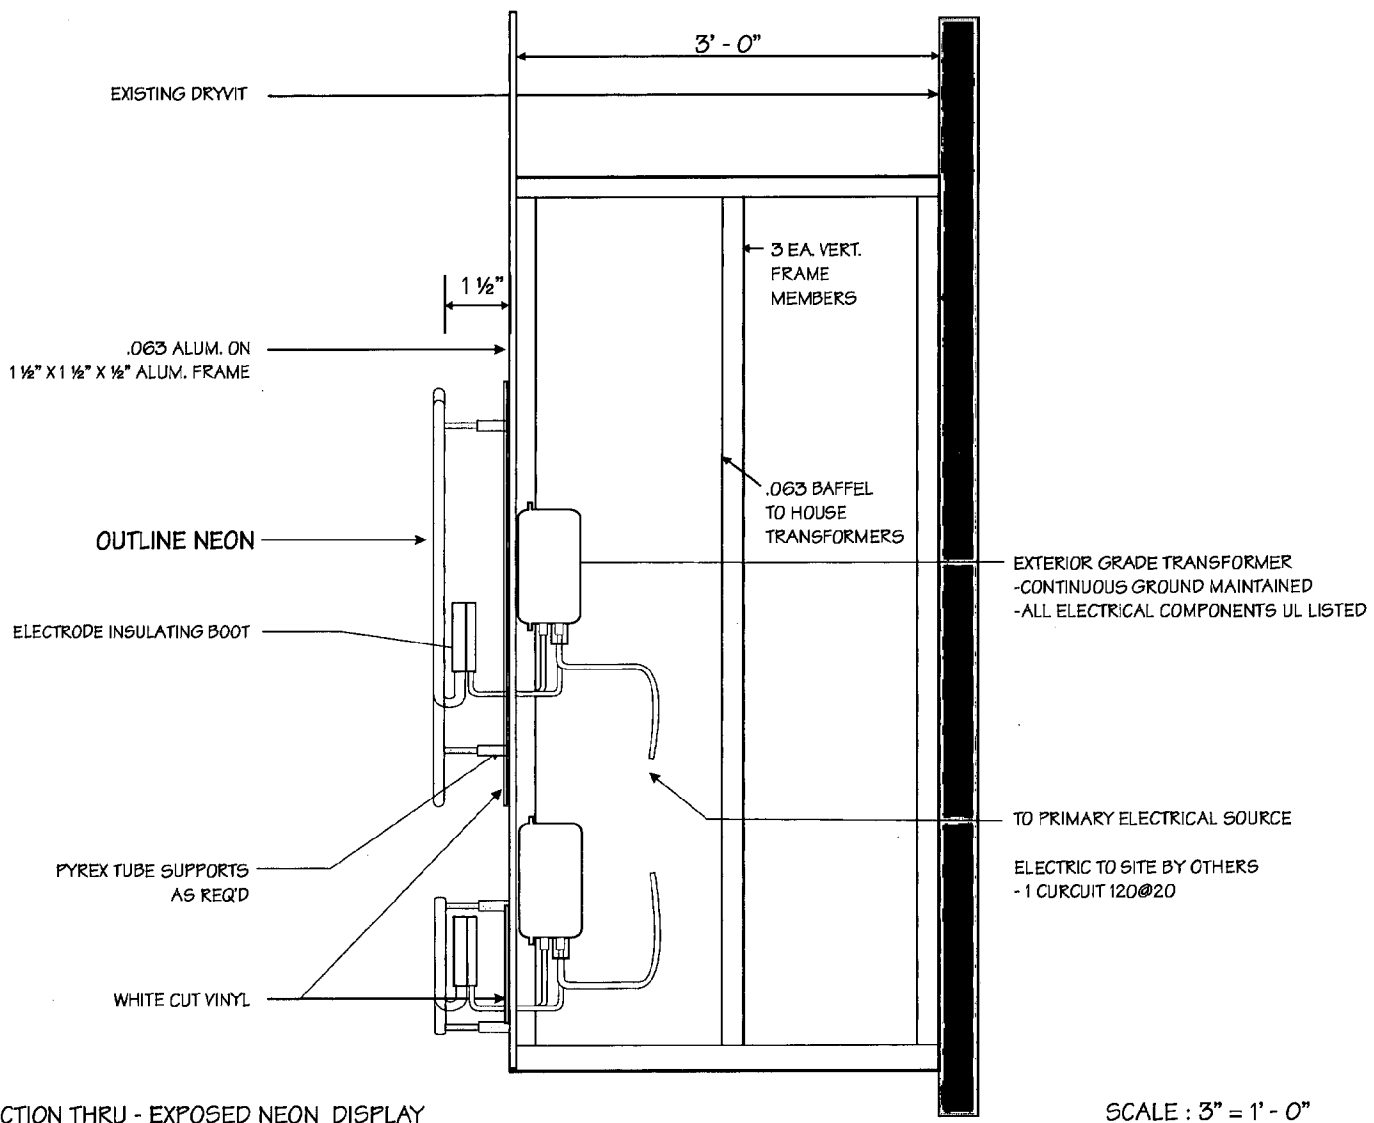 3' - 0"
EXISTING DRYVIT
3 EA. VERT.
FRAME
MEMBERS
1 ½"
.063 ALUM. ON
1 ½" X 1 ½" X ½" ALUM. FRAME
.063 BAFFEL
TO HOUSE
TRANSFORMERS
OUTLINE NEON
EXTERIOR GRADE TRANSFORMER
-CONTINUOUS GROUND MAINTAINED
-ALL ELECTRICAL COMPONENTS UL LISTED
ELECTRODE INSULATING BOOT
TO PRIMARY ELECTRICAL SOURCE
ELECTRIC TO SITE BY OTHERS
- 1 CURCUIT 120@20
PYREX TUBE SUPPORTS
AS REQ'D
WHITE CUT VINYL
CTION THRU - EXPOSED NEON DISPLAY
SCALE : 3" = 1' - 0"